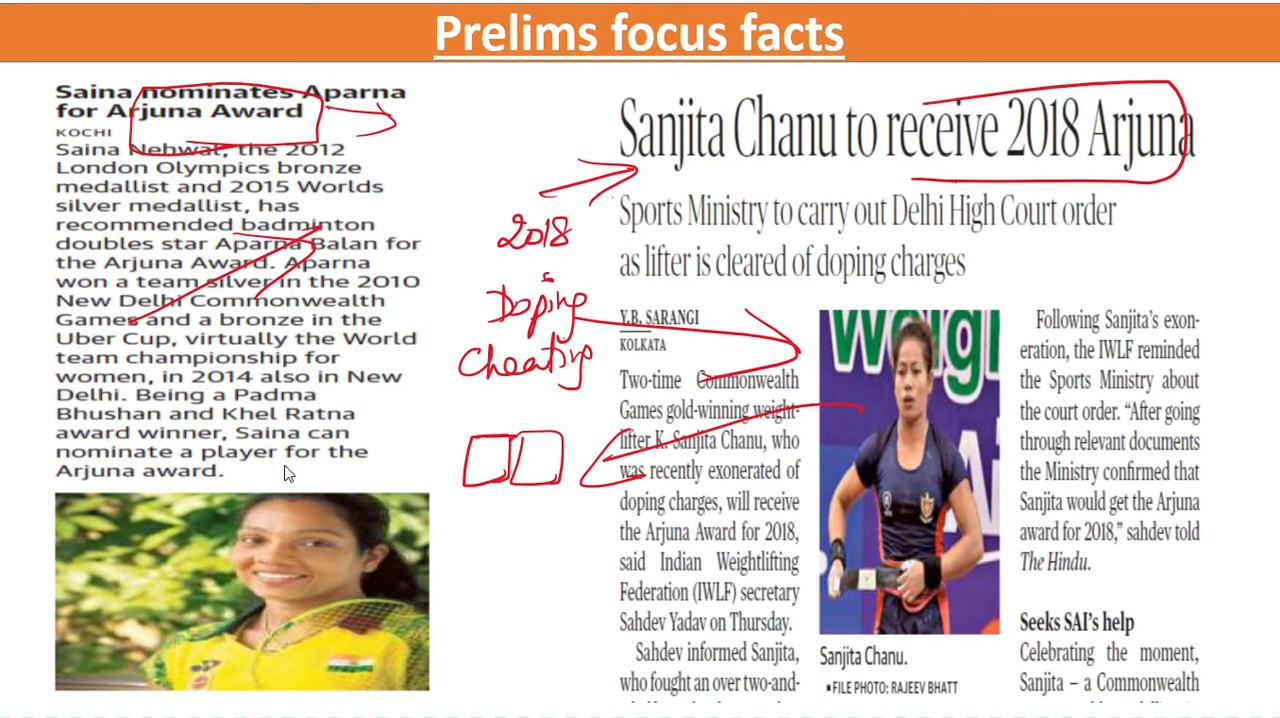 Prelims focus facts
Saina nominates Aparna
for Arjuna Award
KOCHI
Saina Nehwal, the 2012
London Olympics bronze
medallist and 2015 Worlds
silver medallist, has
recommended badminton
doubles star Aparna Balan for
the Arjuna Award. Aparna
won a team silver in the 2010
New Delhi Commonwealth
Games and a bronze in the
Uber Cup, virtually the World
team championship for
women, in 2014 also in New
Delhi. Being a Padma
Bhushan and Khel Ratna
award winner, Saina can
nominate a player for the
Arjuna award.
2018
Doping
Cheating
Sanjita Chanu to receive 2018 Arjuna
Sports Ministry to carry out Delhi High Court order
as lifter is cleared of doping charges
Y.B. SARANGI
KOLKATA
Two-time Commonwealth
Games gold-winning weight-
lifter K. Sanjita Chanu, who
was recently exonerated of
doping charges, will receive
the Arjuna Award for 2018,
said Indian Weightlifting
Federation (IWLF) secretary
Sahdev Yadav on Thursday.
Sahdev informed Sanjita,
who fought an over two-and-
Sanjita Chanu.
▪FILE PHOTO: RAJEEV BHATT
Following Sanjita's exon-
eration, the IWLF reminded
the Sports Ministry about
the court order. “After going
through relevant documents
the Ministry confirmed that
Sanjita would get the Arjuna
award for 2018,” sahdev told
The Hindu.
Seeks SAI's help
Celebrating the moment,
Sanjita – a Commonwealth